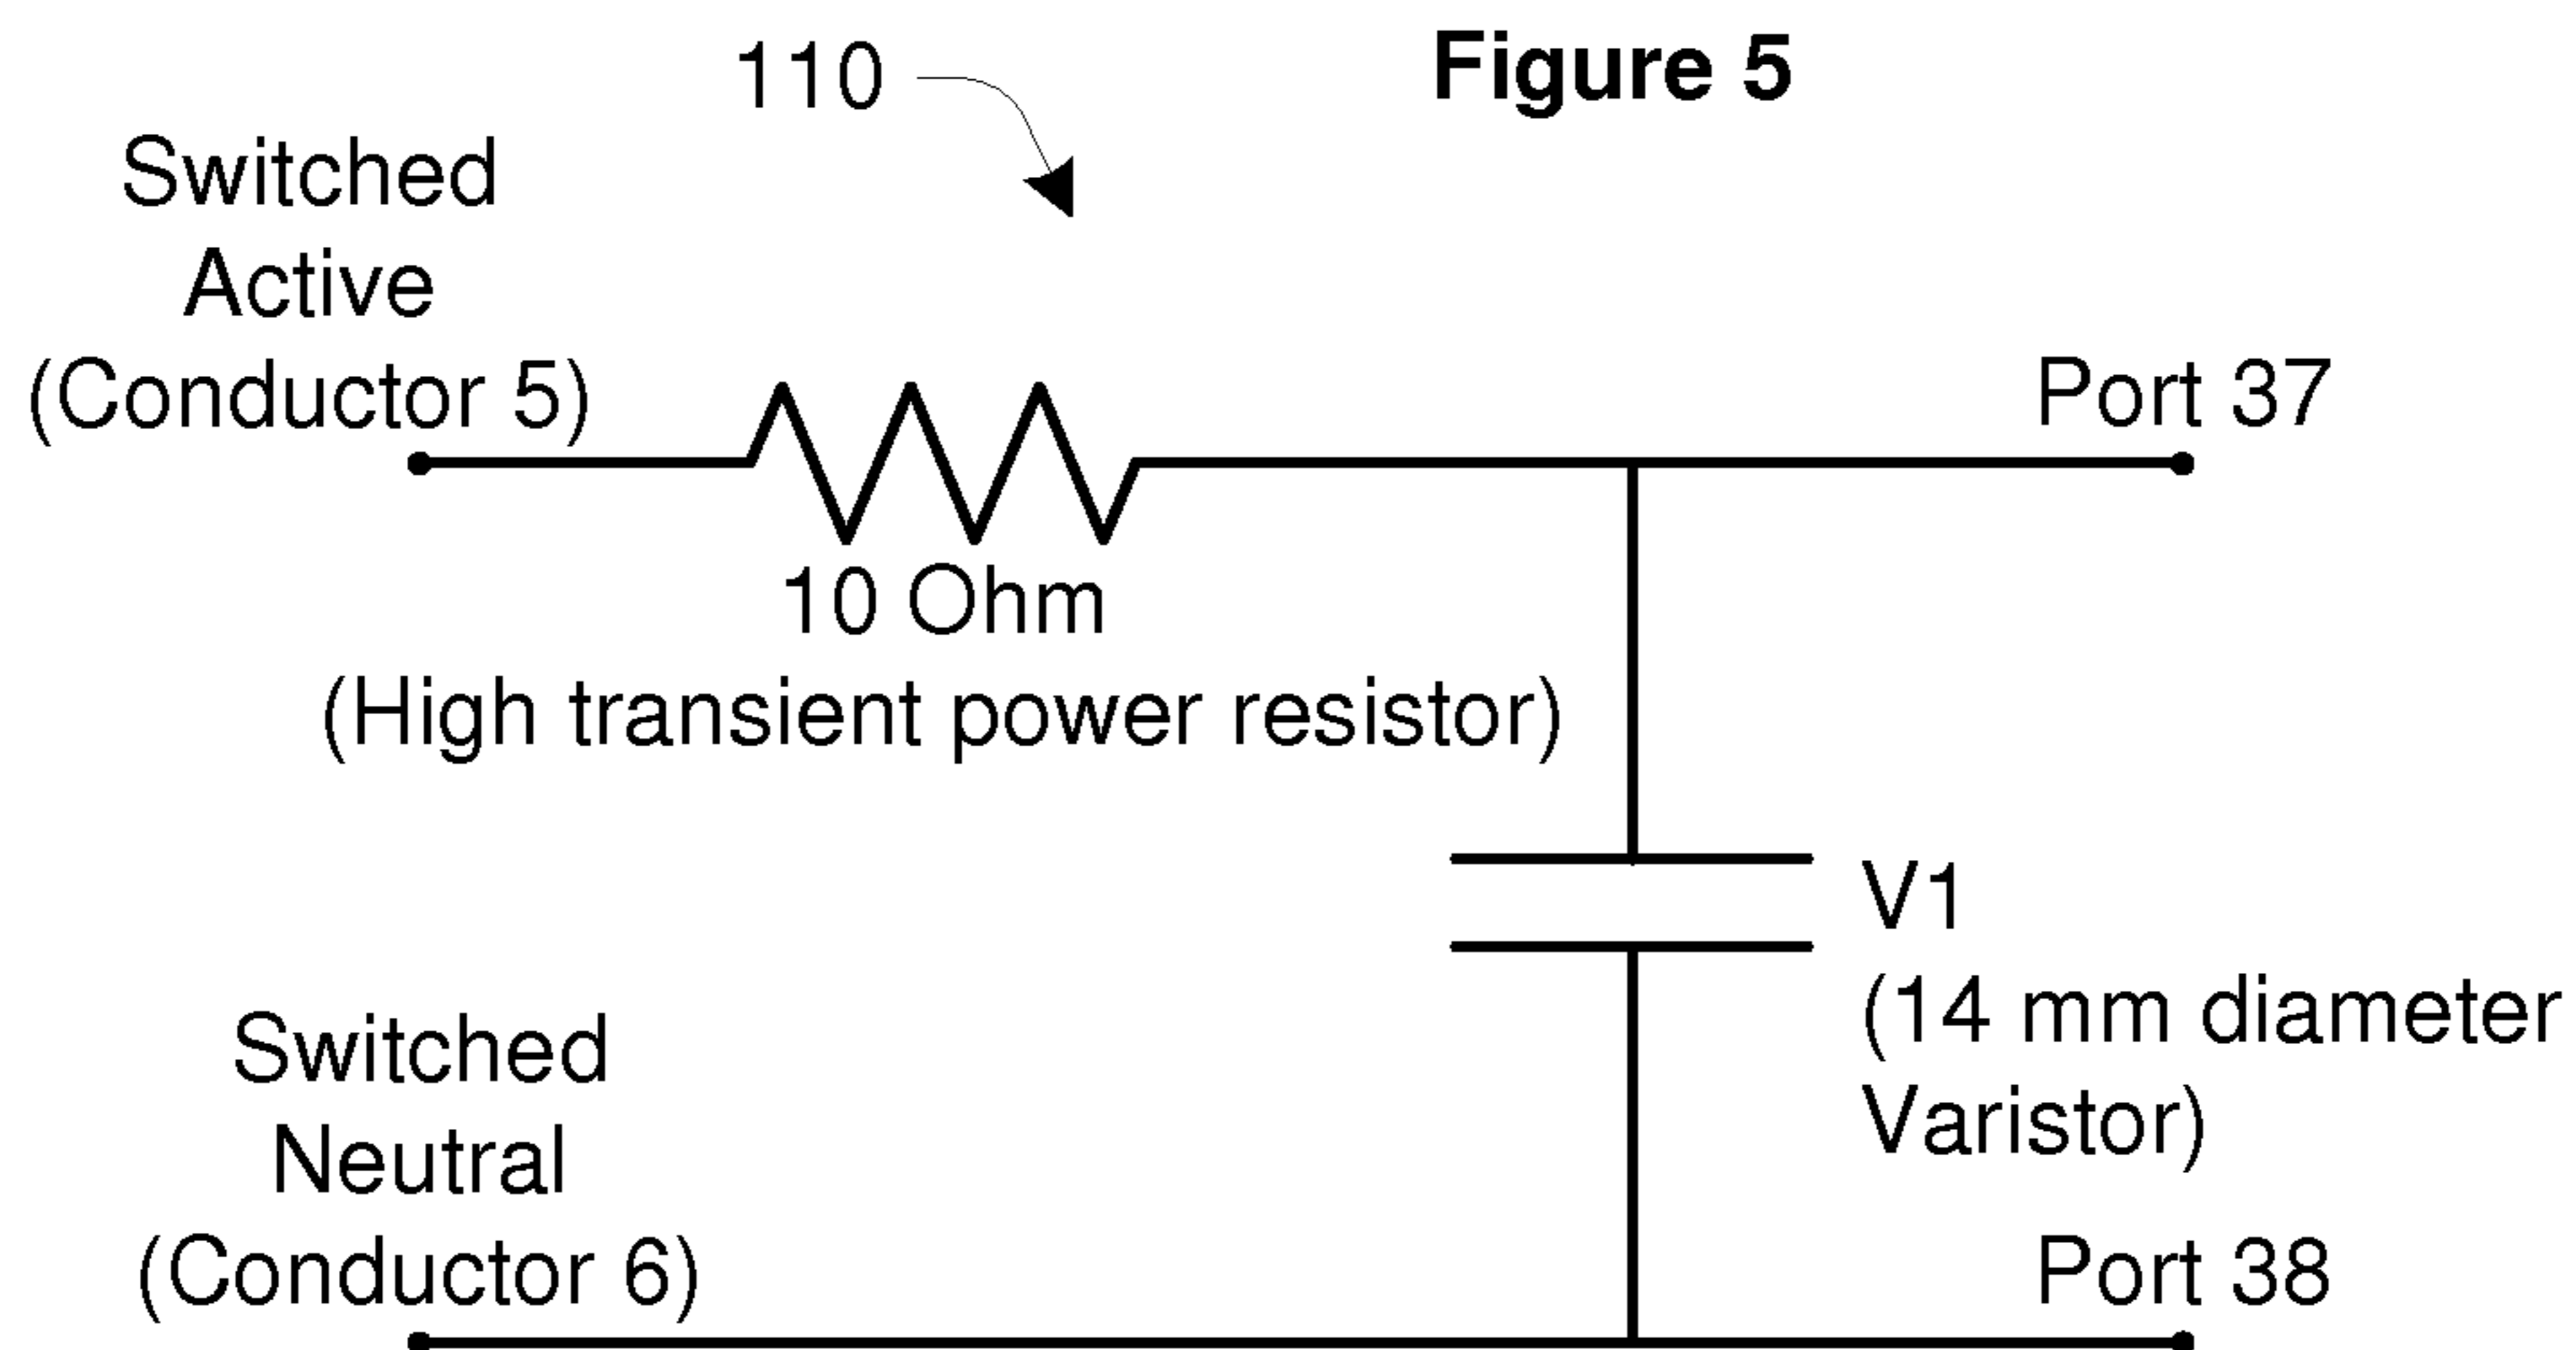 110
Figure 5
Switched
Active
(Conductor 5)
Port 37
10 Ohm
(High transient power resistor)
V1
(14 mm diameter
Varistor)
Switched
Neutral
(Conductor 6)
Port 38